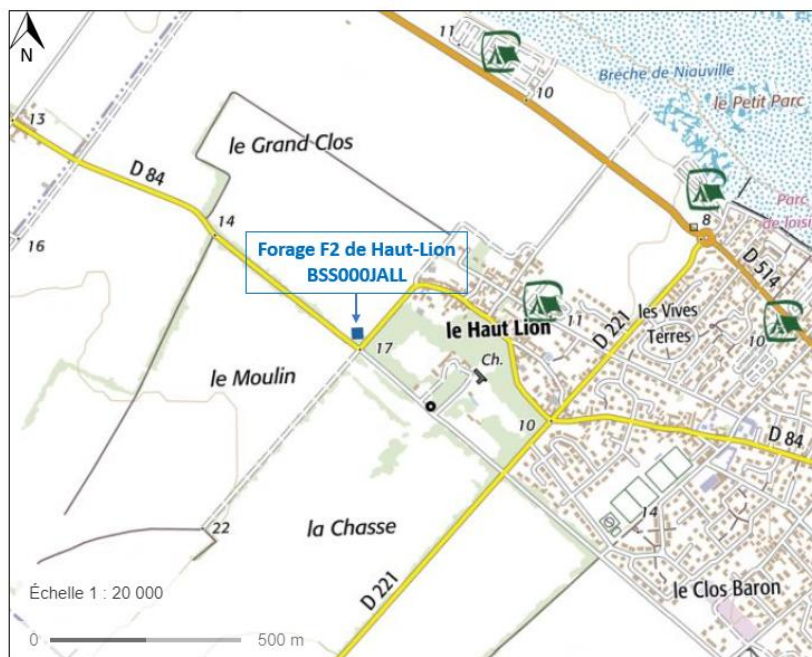 N
11
Brèche de Niauville
le Petit Parc
10
13
le Grand Clos
D 84
Parc
de loisi
8
14
16
Forage F2 de Haut-Lion
BSS000JALL
D 514
les Vives
Terres
le Haut Lion
11
D 221
10
17
Ch.
le Moulin
10
D 84
14
22
la Chasse
D 221
le Clos Baron
Échelle 1 : 20 000
0
500 m